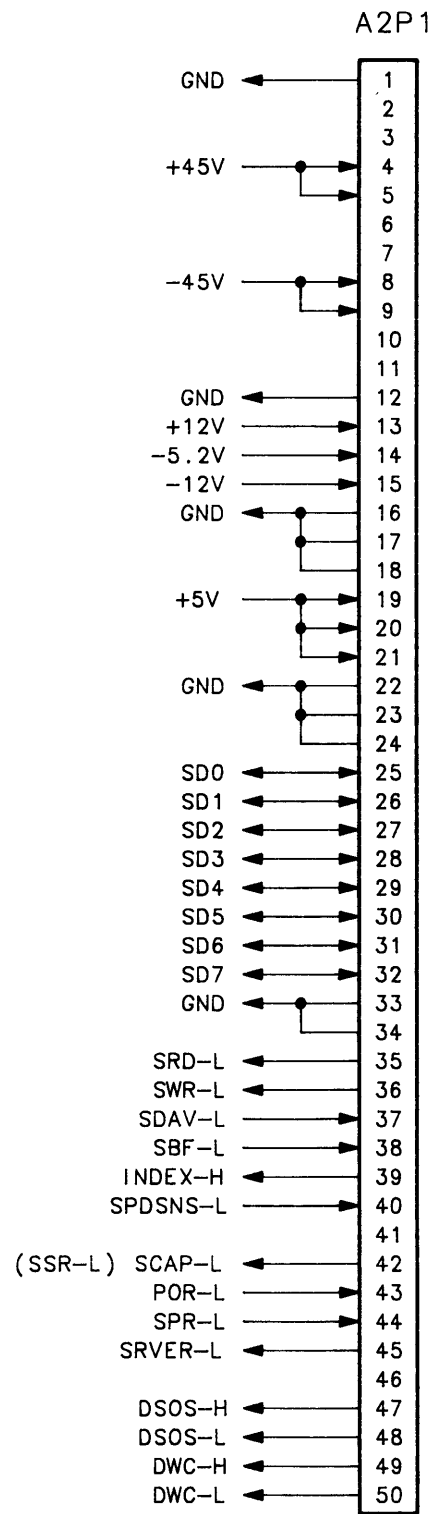 A2P1
GND 1
2
3
+45V 4
5
6
7
-45V 8
9
10
11
GND 12
+12V 13
-5.2V 14
-12V 15
GND 16
17
18
+5V 19
20
21
GND 22
23
24
SD0 25
SD1 26
SD2 27
SD3 28
SD4 29
SD5 30
SD6 31
SD7 32
GND 33
34
SRD-L 35
SWR-L 36
SDAV-L 37
SBF-L 38
INDEX-H 39
SPDSNS-L 40
41
(SSR-L) SCAP-L 42
POR-L 43
SPR-L 44
SRVER-L 45
46
DSOS-H 47
DSOS-L 48
DWC-H 49
DWC-L 50